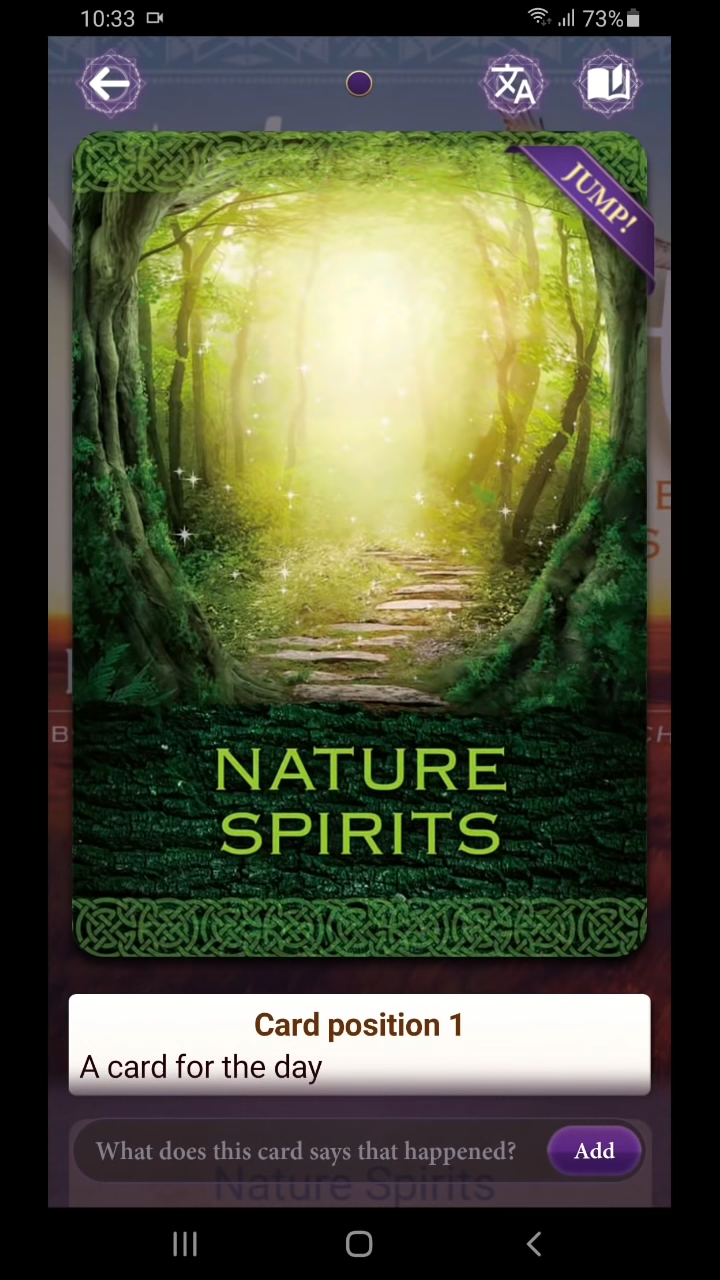 10:33
73%
JUMP!
NATURE
SPIRITS
Card position 1
A card for the day
What does this card says that happened?
Add
Nature Spirits